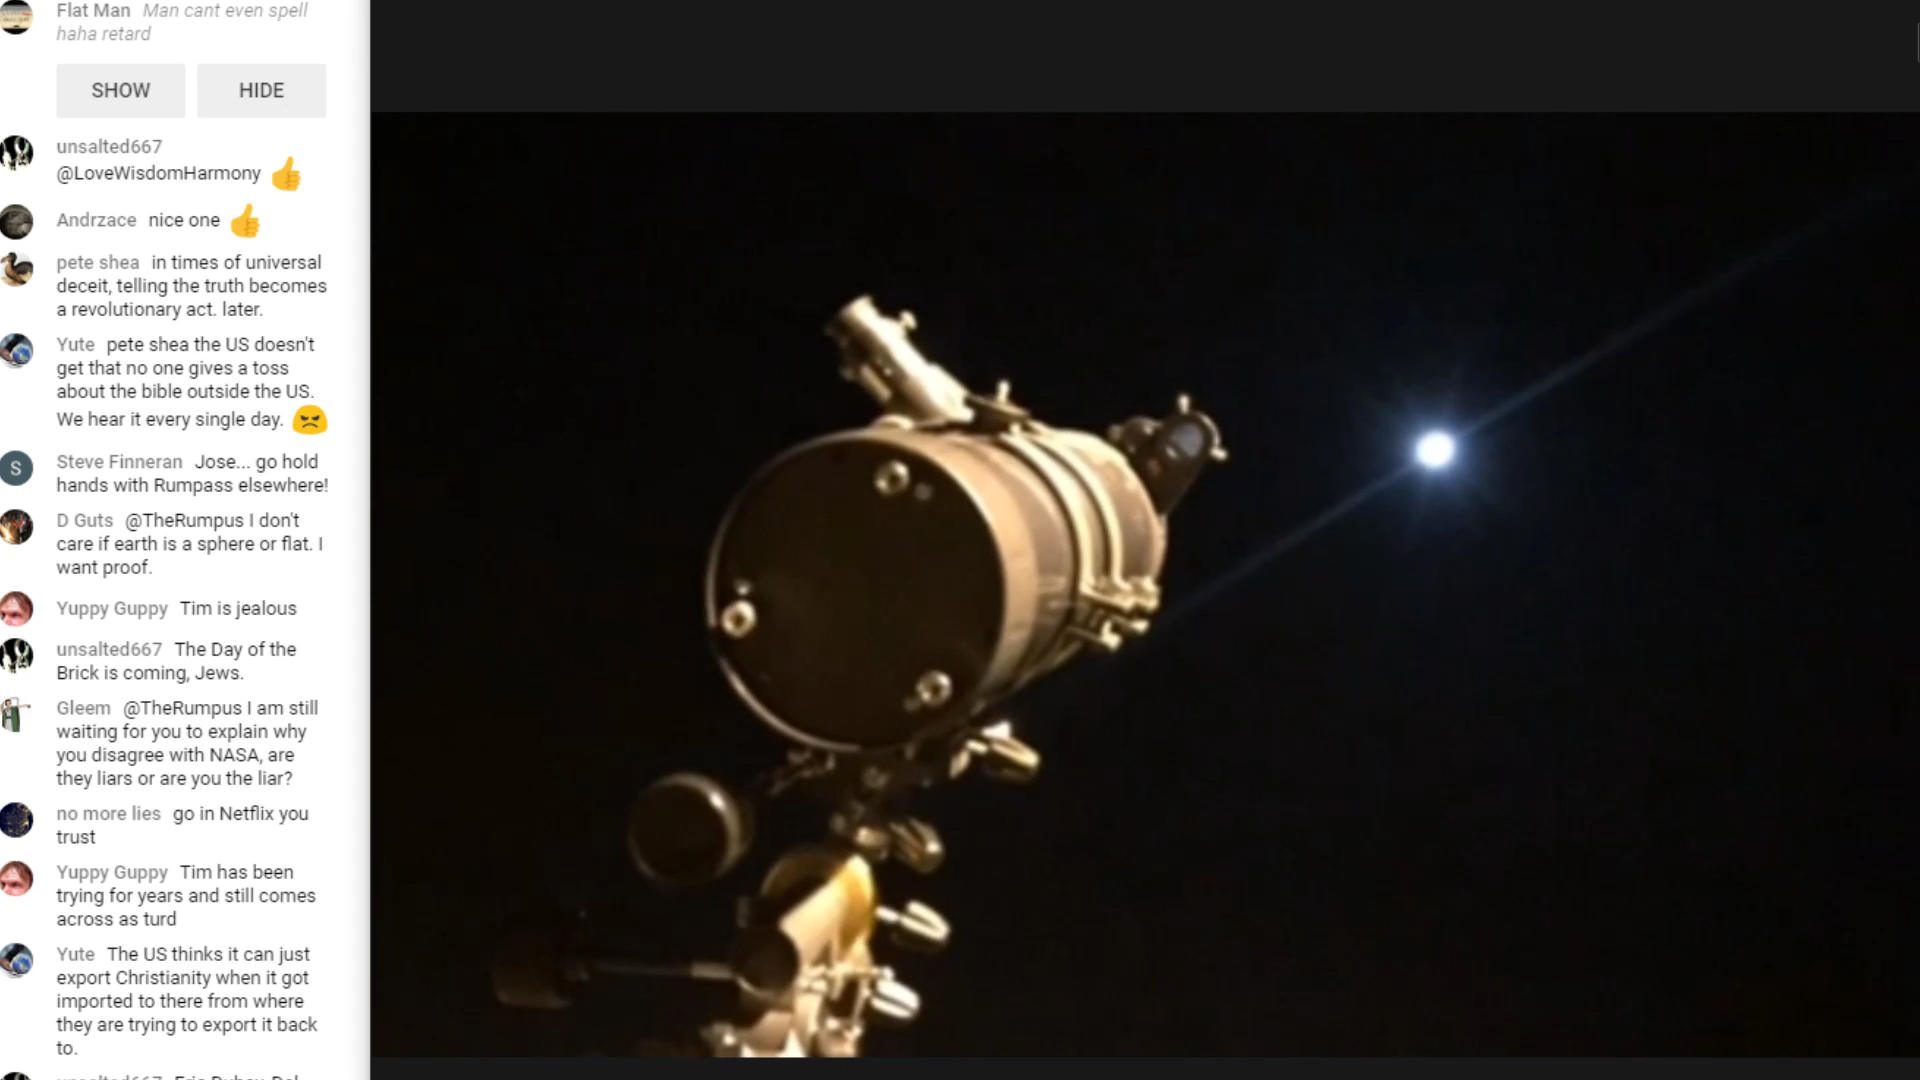 Flat Man Man cant even spell
haha retard
SHOW HIDE
unsalted667
@LoveWisdomHarmony
Andrzace nice one
pete shea in times of universal
deceit, telling the truth becomes
a revolutionary act. later.
Yute pete shea the US doesn't
get that no one gives a toss
about the bible outside the US.
We hear it every single day.
S
Steve Finneran Jose... go hold
hands with Rumpass elsewhere!
D Guts @TheRumpus I don't
care if earth is a sphere or flat. I
want proof.
Yuppy Guppy Tim is jealous
unsalted667 The Day of the
Brick is coming, Jews.
Gleem @TheRumpus I am still
waiting for you to explain why
you disagree with NASA, are
they liars or are you the liar?
no more lies go in Netflix you
trust
Yuppy Guppy Tim has been
trying for years and still comes
across as turd
Yute The US thinks it can just
export Christianity when it got
imported to there from where
they are trying to export it back
to.
unsalted667